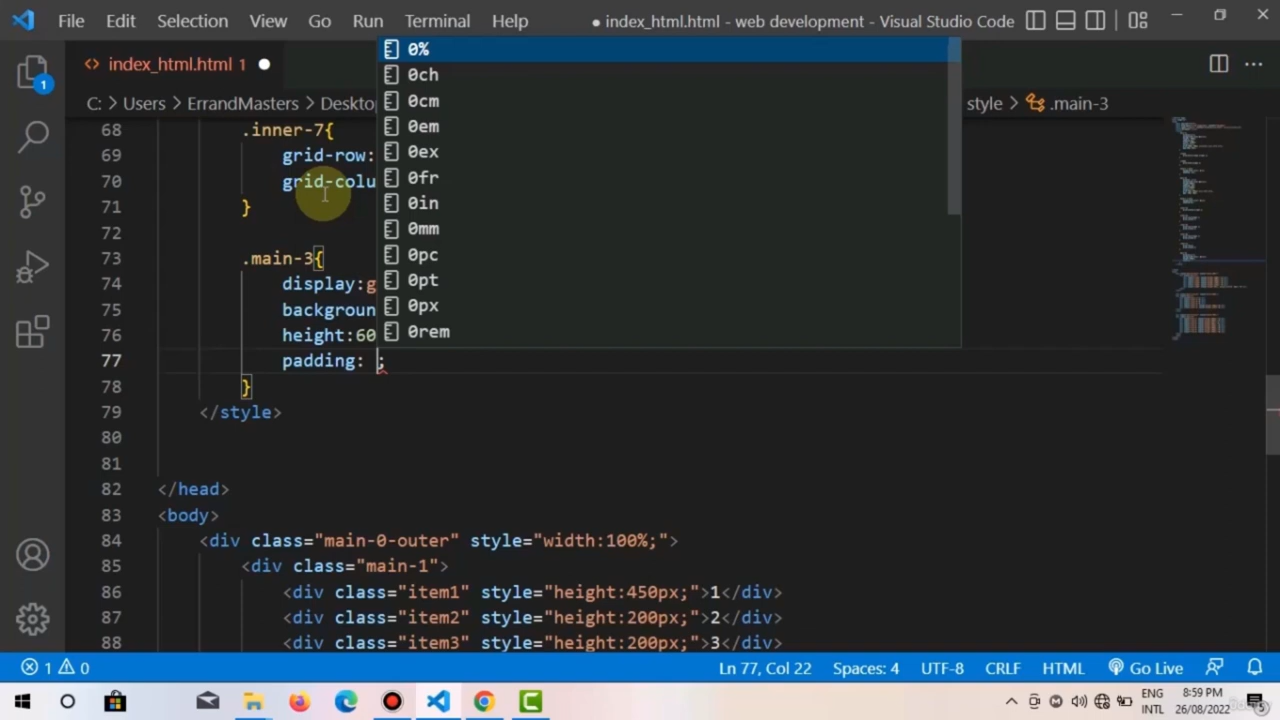 File Edit Selection View Go Run Terminal Help ● index_html.html - web development - Visual Studio Code
<> index_html.html 1 ●
C: > Users > ErrandMasters > Deskto
style > .main-3
0%
0ch
0cm
0em
0ex
0fr
0in
0mm
0pc
0pt
0px
0rem
68 .inner-7{
69 grid-row:
70 grid-colu
71 }
72
73 .main-3{
74 display:g
75 backgroun
76 height:60
77 padding: ;
78 }
79 </style>
80
81
82 </head>
83 <body>
84 <div class="main-0-outer" style="width:100%;">
85 <div class="main-1">
86 <div class="item1" style="height:450px;">1</div>
87 <div class="item2" style="height:200px;">2</div>
88 <div class="item3" style="height:200px;">3</div>
1
1 0 Ln 77, Col 22 Spaces: 4 UTF-8 CRLF HTML Go Live
ENG 8:59 PM
INTL 26/08/2022 5